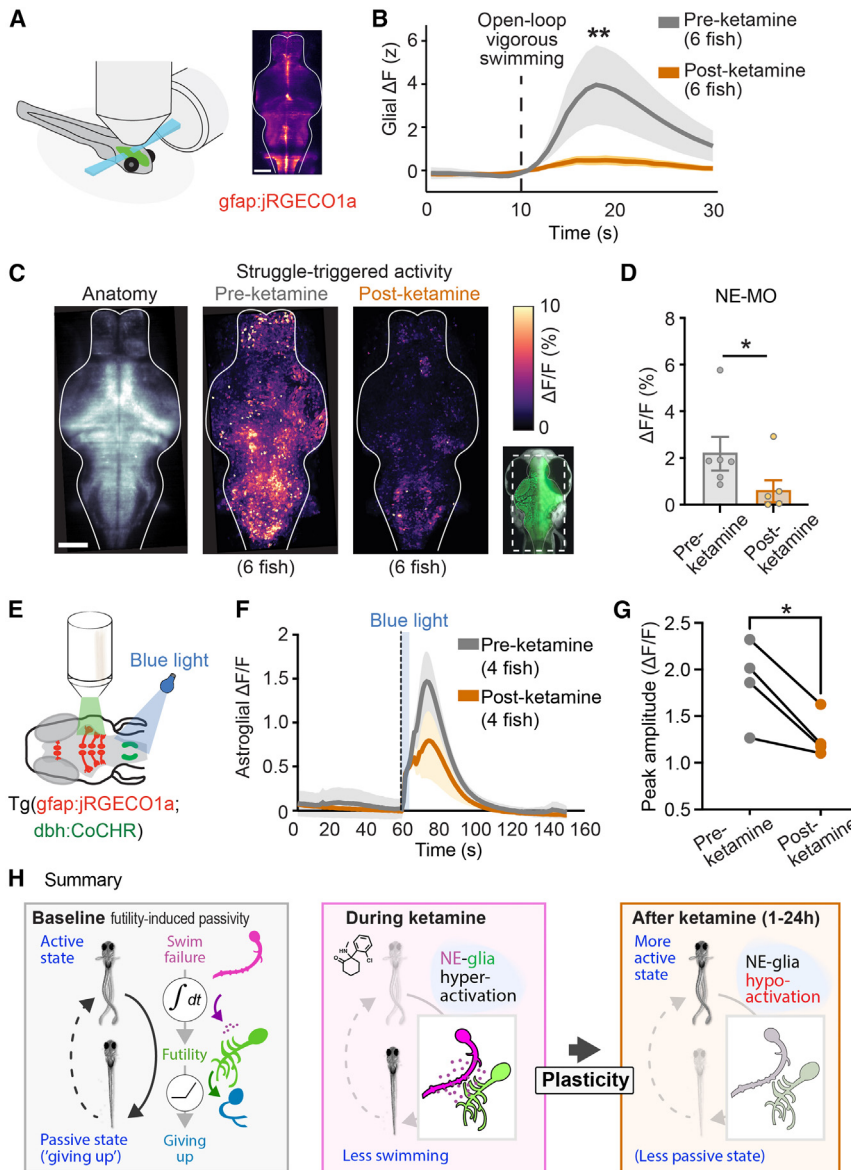 A
gfap:jRGECO1a
B
Open-loop
vigorous
swimming
**
Pre-ketamine
(6 fish)
Post-ketamine
(6 fish)
Glial ΔF (z)
6
4
2
0
0
10
20
30
Time (s)
C
Struggle-triggered activity
Anatomy
Pre-ketamine
Post-ketamine
10
0
ΔF/F (%)
(6 fish)
(6 fish)
D
NE-MO
*
ΔF/F (%)
8
6
4
2
0
Pre-
ketamine
Post-
ketamine
E
Blue light
Tg(gfap:jRGECO1a;
dbh:CoCHR)
F
Blue light
Pre-ketamine
(4 fish)
Post-ketamine
(4 fish)
Astroglial ΔF/F
2
1.5
1.0
0.5
0
0
20
40
60
80
100
120
140
160
Time (s)
G
*
Peak amplitude (ΔF/F)
2.5
2.0
1.5
1.0
0.5
Pre-
ketamine
Post-
ketamine
H Summary
Baseline futility-induced passivity
Active
state
Swim
failure
∫dt
Futility
Passive state
('giving up')
Giving
up
During ketamine
HN
O
Cl
NE-glia
hyper-
activation
Less swimming
Plasticity
After ketamine (1-24h)
More
active
state
NE-glia
hypo-
activation
(Less passive state)